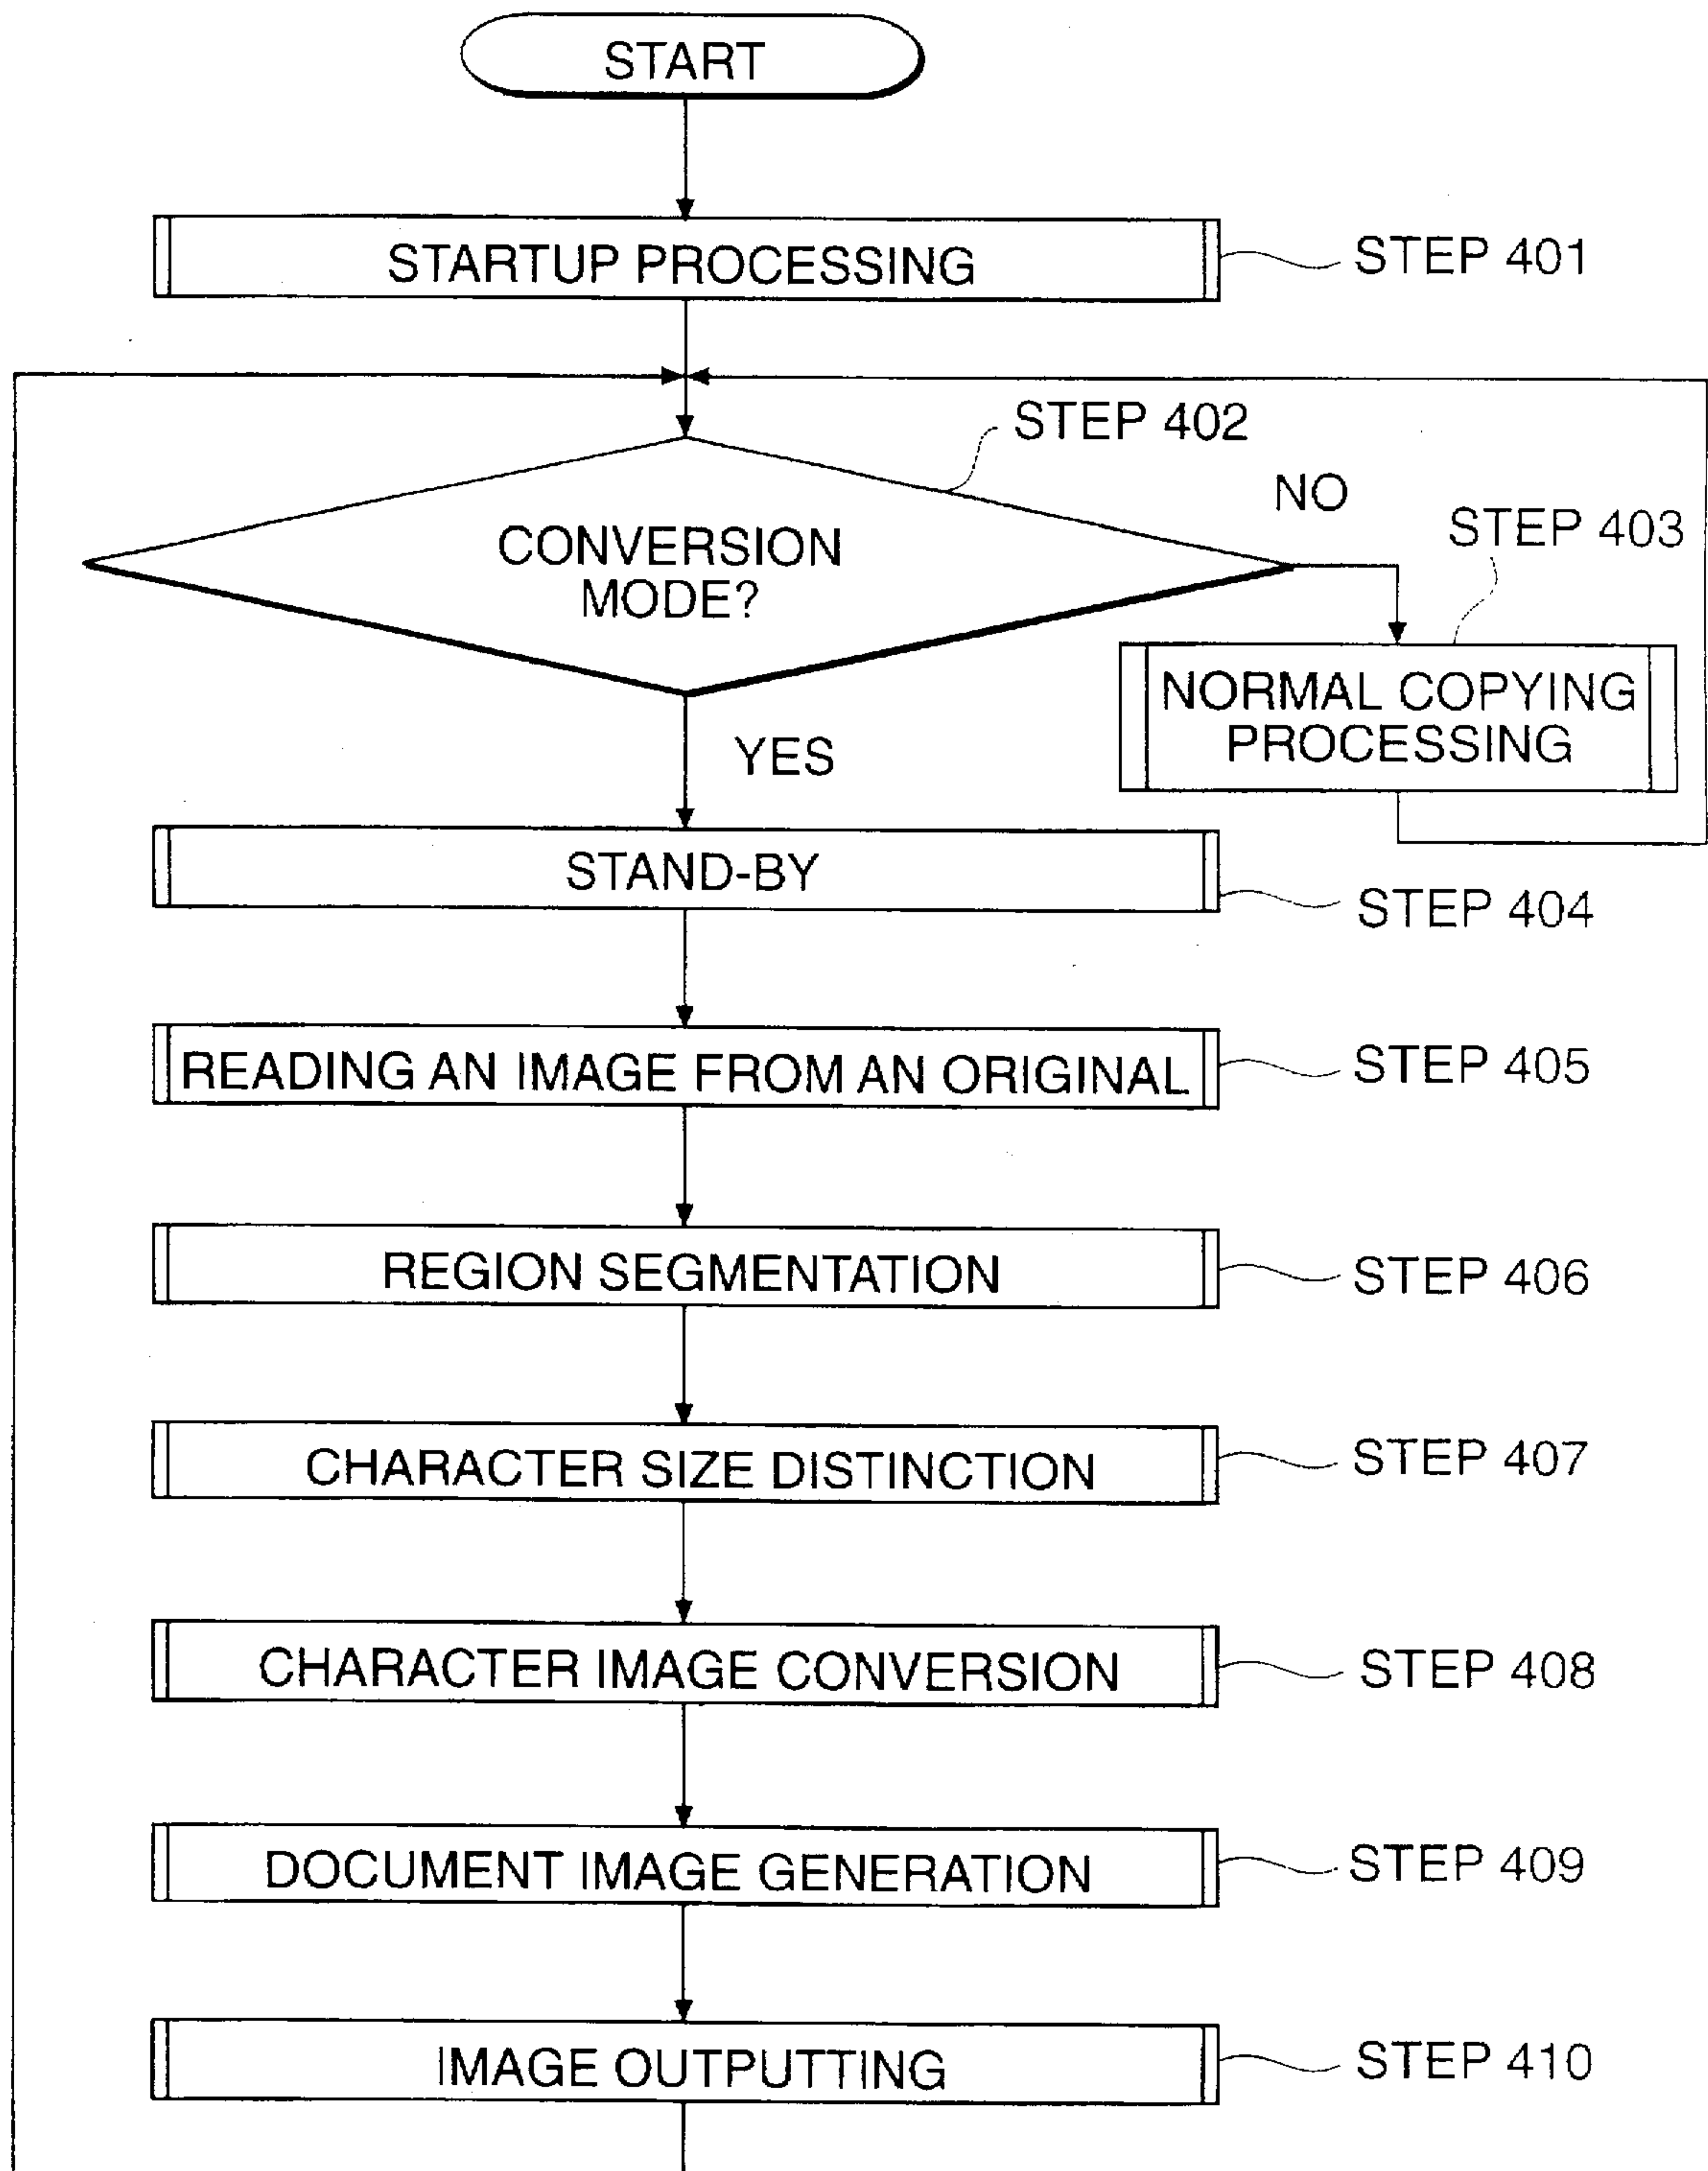 START
STARTUP PROCESSING
STEP 401
STEP 402
NO
STEP 403
CONVERSION
MODE?
NORMAL COPYING
PROCESSING
YES
STAND-BY
STEP 404
READING AN IMAGE FROM AN ORIGINAL
STEP 405
REGION SEGMENTATION
STEP 406
CHARACTER SIZE DISTINCTION
STEP 407
CHARACTER IMAGE CONVERSION
STEP 408
DOCUMENT IMAGE GENERATION
STEP 409
IMAGE OUTPUTTING
STEP 410